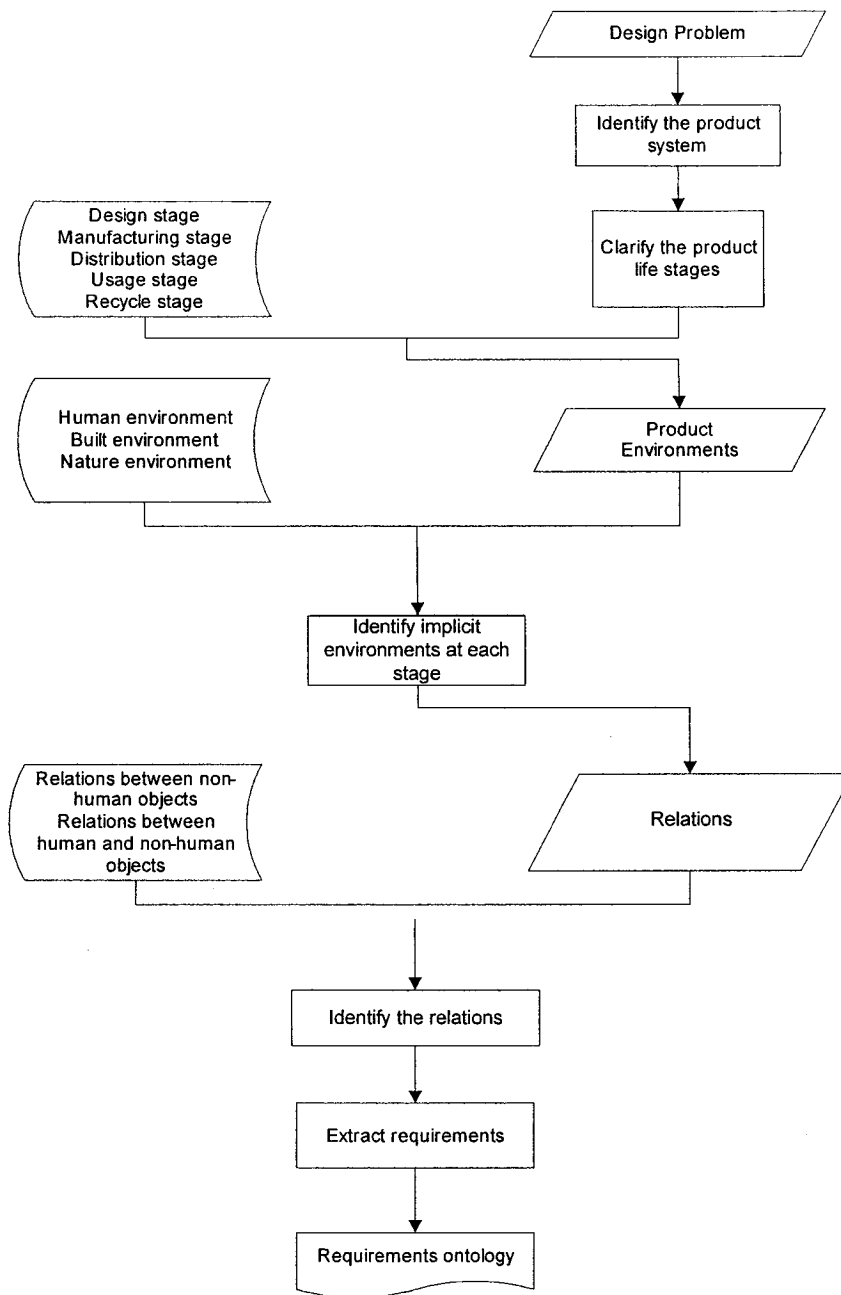 Design Problem
Identify the product
system
Design stage
Manufacturing stage
Distribution stage
Usage stage
Recycle stage
Clarify the product
life stages
Human environment
Built environment
Nature environment
Product
Environments
Identify implicit
environments at each
stage
Relations between non-
human objects
Relations between
human and non-human
objects
Relations
Identify the relations
Extract requirements
Requirements ontology